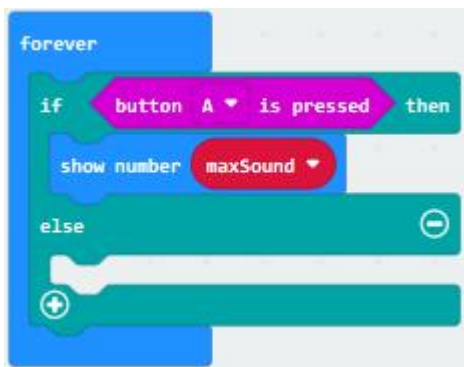 forever
if button A is pressed then
show number maxSound
else